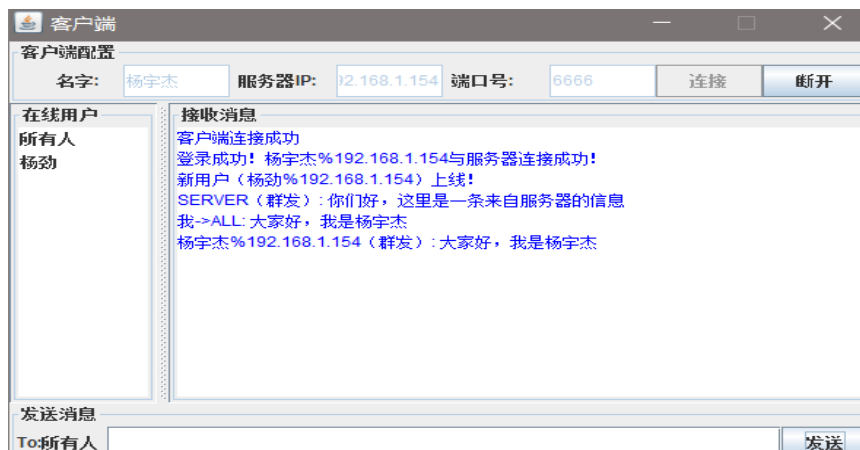 客户端
客户端配置
名字: 杨宇杰 服务器IP: 92.168.1.154 端口号: 6666 连接 断开
在线用户
所有人
杨劲
接收消息
客户端连接成功
登录成功！杨宇杰%192.168.1.154与服务器连接成功！
新用户（杨劲%192.168.1.154）上线！
SERVER（群发）:你们好，这里是一条来自服务器的信息
我->ALL:大家好，我是杨宇杰
杨宇杰%192.168.1.154（群发）:大家好，我是杨宇杰
发送消息
To:所有人 发送